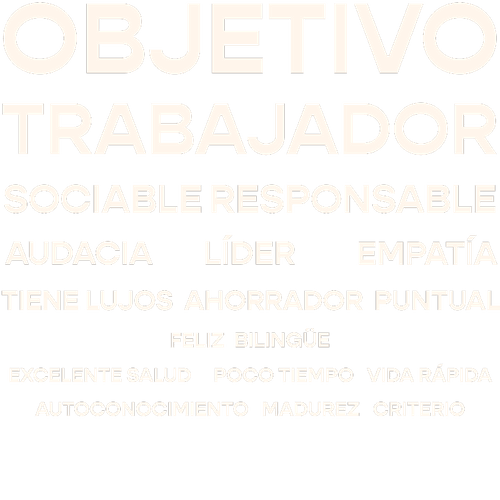 OBJETIVO
TRABAJADOR
SOCIABLE RESPONSABLE
AUDACIA LÍDER EMPATÍA
TIENE LUJOS AHORRADOR PUNTUAL
FELIZ BILINGÜE
EXCELENTE SALUD POCO TIEMPO VIDA RÁPIDA
AUTOCONOCIMIENTO MADUREZ CRITERIO